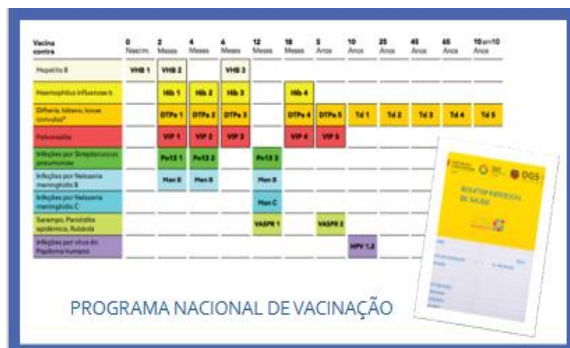 Vacina contra 0 Nascim. 2 Meses 4 Meses 6 Meses 12 Meses 18 Meses 5 Anos 10 Anos 25 Anos 45 Anos 65 Anos 10 em 10 Anos
Hepatite B VHB 1 VHB 2 VHB 3
Haemophilus influenzae b Hib 1 Hib 2 Hib 3 Hib 4
Difteria, tétano, tosse convulsa* DTPa 1 DTPa 2 DTPa 3 DTPa 4 DTPa 5 Td 1 Td 2 Td 3 Td 4 Td 5
Poliomielite VIP 1 VIP 2 VIP 3 VIP 4 VIP 5
Infeções por Streptococcus pneumoniae Pn13 1 Pn13 2 Pn13 3
Infeções por Neisseria meningitidis B Men B Men B Men B
Infeções por Neisseria meningitidis C Men C
Sarampo, Parotidite epidémica, Rubéola VASPR 1 VASPR 2
Infeções por vírus do Papiloma humano HPV 1,2
DGS
BOLETIM INDIVIDUAL
DE SAÚDE
PROGRAMA NACIONAL DE VACINAÇÃO